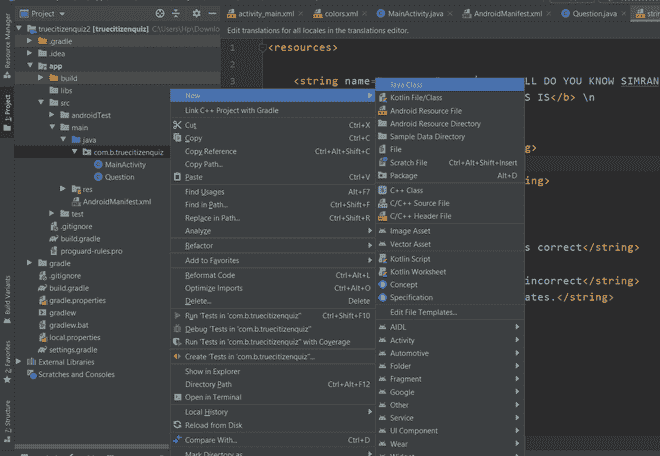 Project
activity_main.xml
colors.xml
MainActivity.java
AndroidManifest.xml
Question.java
Edit translations for all locales in the translations editor.
Resource Manager
Project
Build Variants
Favorites
Structure
truecitizenquiz2 [truecitizenquiz]
.gradle
.idea
app
build
libs
src
androidTest
main
java
com.b.truecitizenquiz
MainActivity
Question
res
AndroidManifest.xml
test
.gitignore
build.gradle
proguard-rules.pro
gradle
.gitignore
build.gradle
gradle.properties
gradlew
gradlew.bat
local.properties
settings.gradle
External Libraries
Scratches and Consoles
New
Link C++ Project with Gradle
Cut Ctrl+X
Copy Ctrl+C
Copy Reference Ctrl+Alt+Shift+C
Copy Path...
Paste Ctrl+V
Find Usages Alt+F7
Find in Path... Ctrl+Shift+F
Replace in Path... Ctrl+Shift+R
Analyze
Refactor
Add to Favorites
Reformat Code Ctrl+Alt+L
Optimize Imports Ctrl+Alt+O
Delete... Delete
Run 'Tests in 'com.b.truecitizenquiz'' Ctrl+Shift+F10
Debug 'Tests in 'com.b.truecitizenquiz''
Run 'Tests in 'com.b.truecitizenquiz'' with Coverage
Create 'Tests in 'com.b.truecitizenquiz''...
Show in Explorer
Directory Path Ctrl+Alt+F12
Open in Terminal
Local History
Reload from Disk
Compare With... Ctrl+D
Mark Directory as
Java Class
Kotlin File/Class
Android Resource File
Android Resource Directory
Sample Data Directory
File
Scratch File Ctrl+Alt+Shift+Insert
Package Alt+D
C++ Class
C/C++ Source File
C/C++ Header File
Image Asset
Vector Asset
Kotlin Script
Kotlin Worksheet
Concept
Specification
Edit File Templates...
AIDL
Activity
Automotive
Folder
Fragment
Google
Other
Service
UI Component
Wear
1
<resources>
2
3
<string name= LL DO YOU KNOW SIMRAN
S IS</b> \n
g>
tring>
s correct</string>
incorrect</string>
ates.</string>